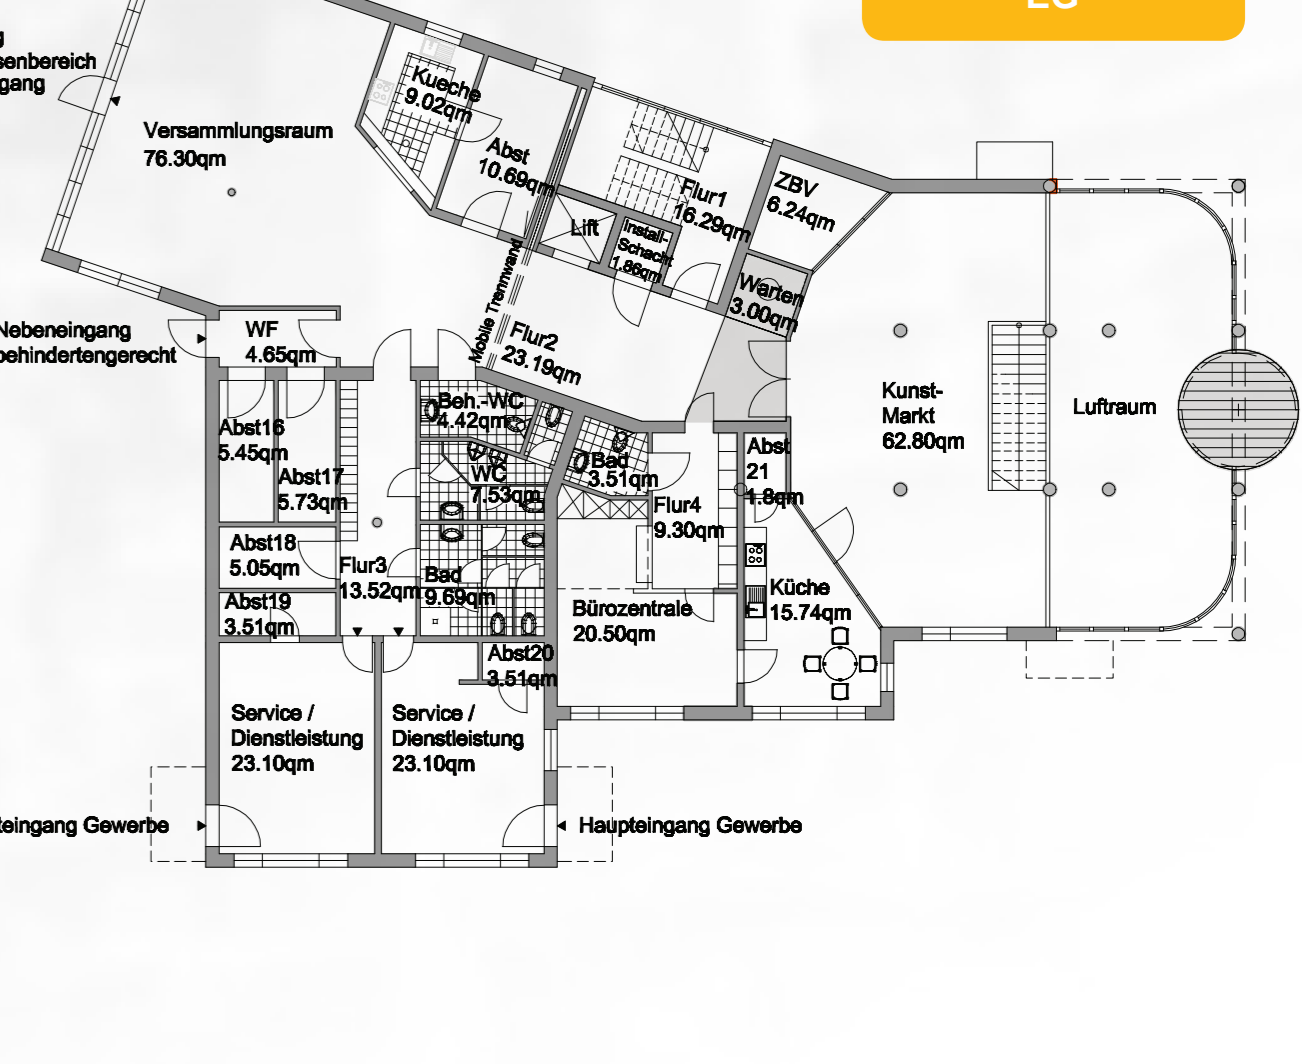 EG
senbereich
gang
Versammlungsraum
76.30qm
Kueche
9.02qm
Abst
10.69qm
Flur1
16.29qm
ZBV
6.24qm
Lift
Install-
Schacht
1.86qm
Warten
3.00qm
Mobile Trennwand
Flur2
23.19qm
Nebeneingang
behindertengerecht
WF
4.65qm
Kunst-
Markt
62.80qm
Luftraum
Beh.-WC
4.42qm
Abst16
5.45qm
Abst17
5.73qm
WC
7.53qm
Bad
3.51qm
Abst
21
1.8qm
Flur4
9.30qm
Abst18
5.05qm
Flur3
13.52qm
Bad
9.69qm
Abst19
3.51qm
Bürozentrale
20.50qm
Küche
15.74qm
Abst20
3.51qm
Service /
Dienstleistung
23.10qm
Service /
Dienstleistung
23.10qm
teingang Gewerbe
Haupteingang Gewerbe